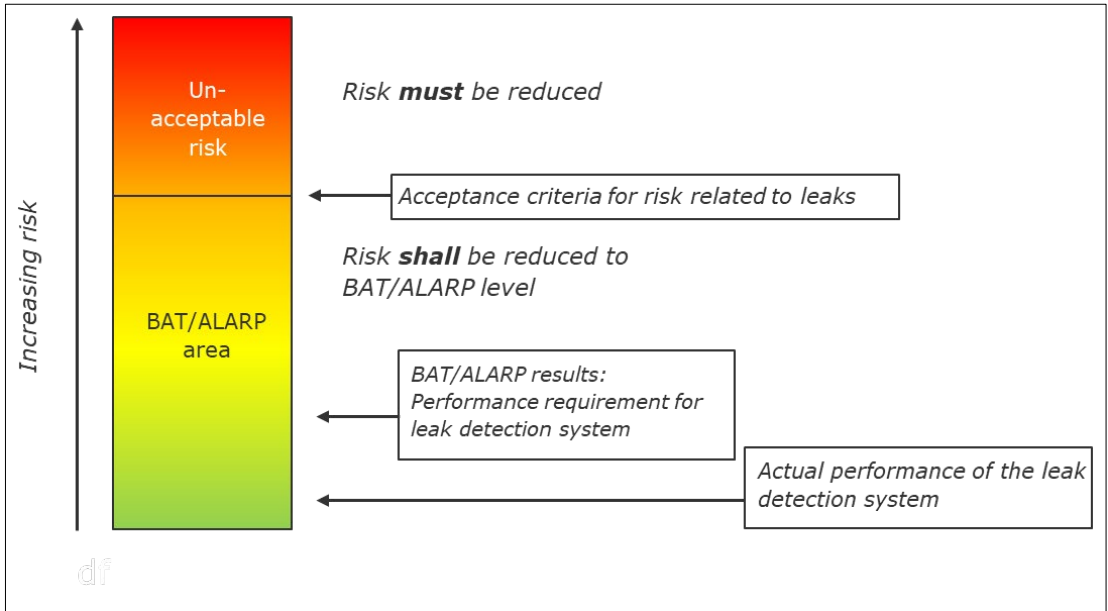 Un-
acceptable
risk
Risk must be reduced
Acceptance criteria for risk related to leaks
Increasing risk
Risk shall be reduced to
BAT/ALARP level
BAT/ALARP
area
BAT/ALARP results:
Performance requirement for
leak detection system
Actual performance of the leak
detection system
df